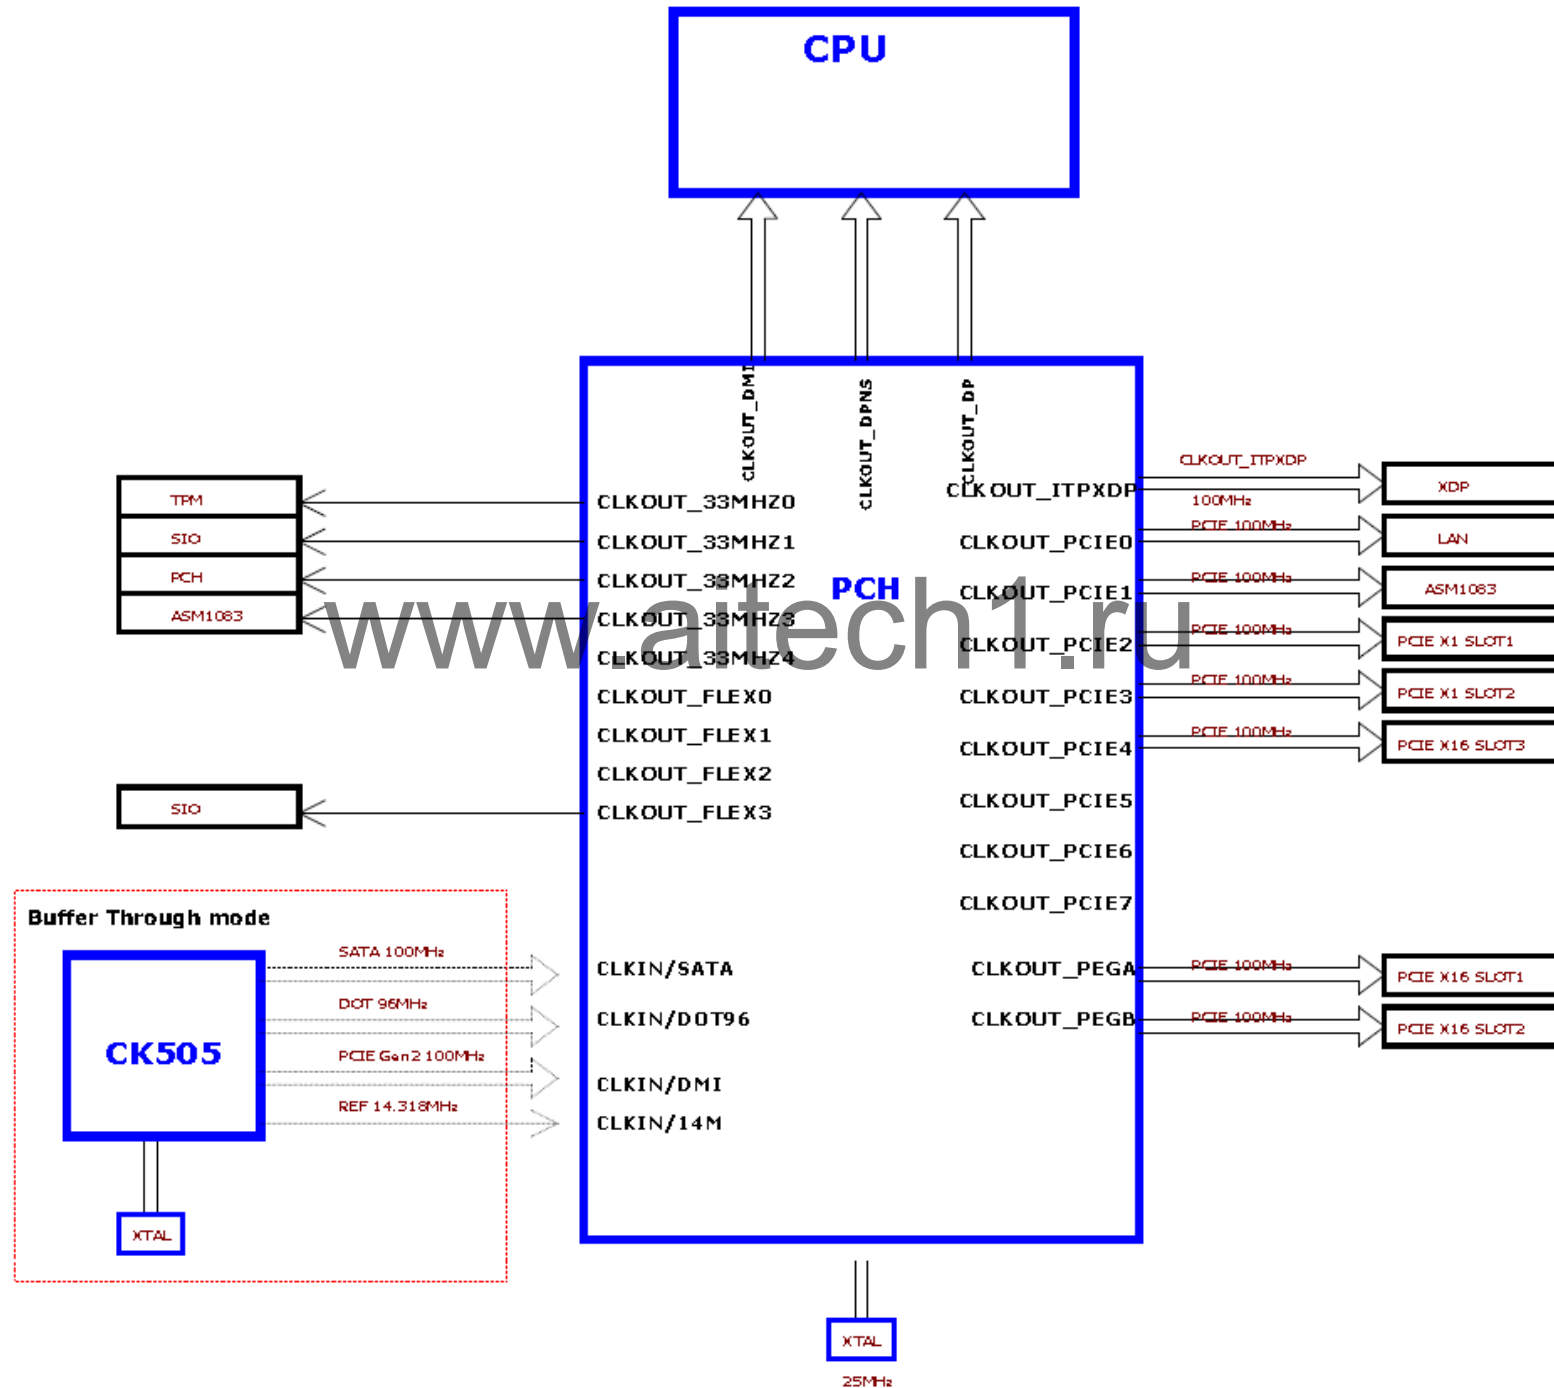 CPU
CLKOUT_DMI
CLKOUT_DPNS
CLKOUT_DP
PCH
TPM
SIO
PCH
ASM1083
SIO
CLKOUT_33MHZ0
CLKOUT_33MHZ1
CLKOUT_33MHZ2
CLKOUT_33MHZ3
CLKOUT_33MHZ4
CLKOUT_FLEX0
CLKOUT_FLEX1
CLKOUT_FLEX2
CLKOUT_FLEX3
CLKOUT_ITPXDP
CLKOUT_PCIE0
CLKOUT_PCIE1
CLKOUT_PCIE2
CLKOUT_PCIE3
CLKOUT_PCIE4
CLKOUT_PCIE5
CLKOUT_PCIE6
CLKOUT_PCIE7
CLKOUT_PEGA
CLKOUT_PEGB
CLKOUT_ITPXDP
100MHz
PCIE 100MHz
PCIE 100MHz
PCIE 100MHz
PCIE 100MHz
PCIE 100MHz
PCIE 100MHz
PCIE 100MHz
XDP
LAN
ASM1083
PCIE X1 SLOT1
PCIE X1 SLOT2
PCIE X16 SLOT3
PCIE X16 SLOT1
PCIE X16 SLOT2
www.aitech1.ru
Buffer Through mode
CK505
SATA 100MHz
DOT 96MHz
PCIE Gen2 100MHz
REF 14.318MHz
CLKIN/SATA
CLKIN/DOT96
CLKIN/DMI
CLKIN/14M
XTAL
XTAL
25MHz